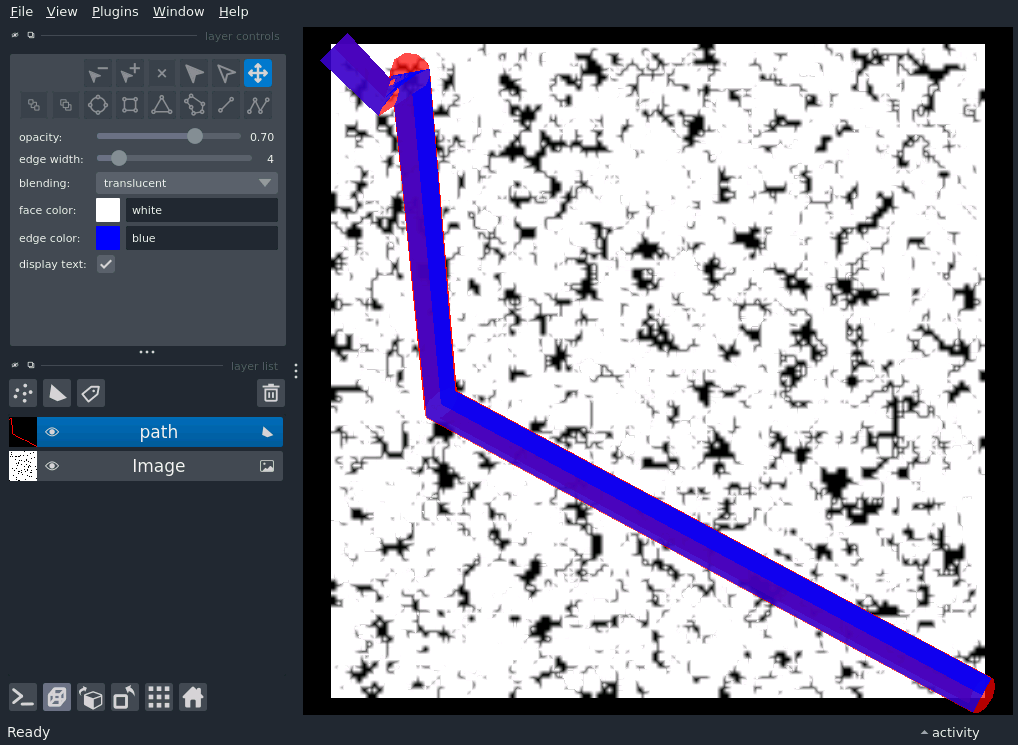 File View Plugins Window Help
layer controls
opacity: 0.70
edge width: 4
blending: translucent
face color: white
edge color: blue
display text:
layer list
path
Image
Ready activity